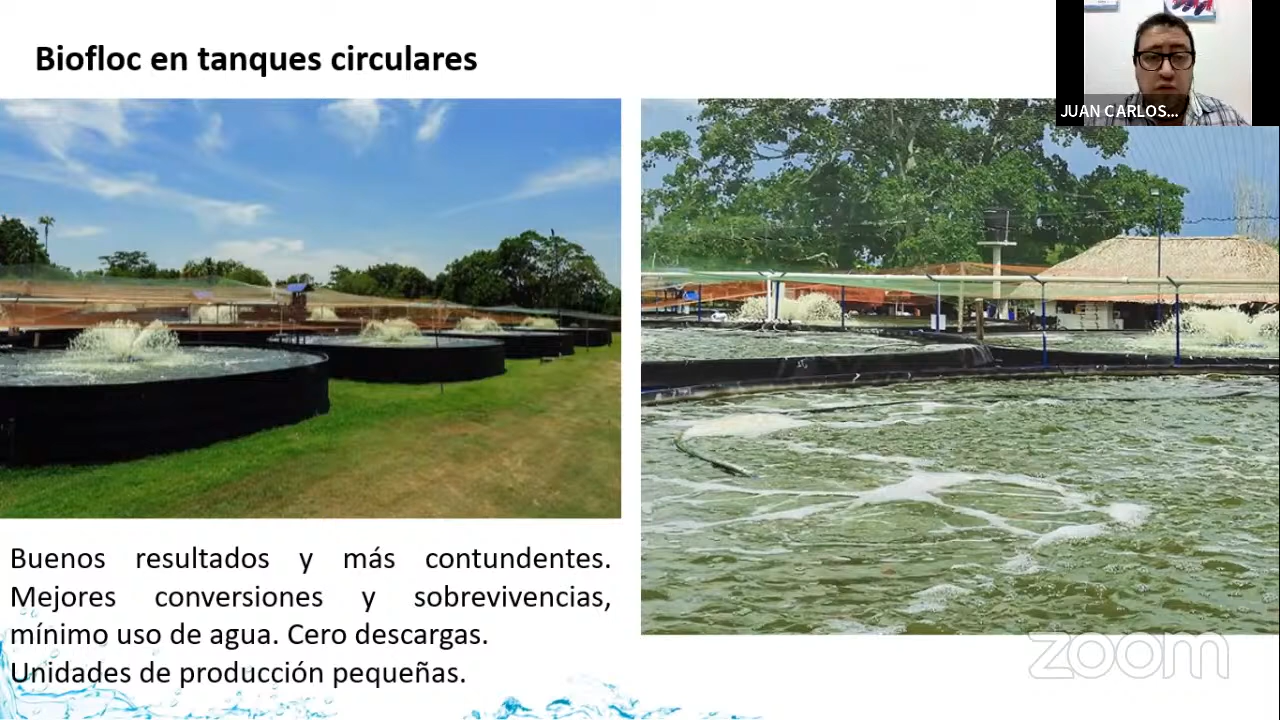 Biofloc en tanques circulares
JUAN CARLOS...
Buenos resultados y más contundentes.
Mejores conversiones y sobrevivencias,
mínimo uso de agua. Cero descargas.
Unidades de producción pequeñas.
zoom